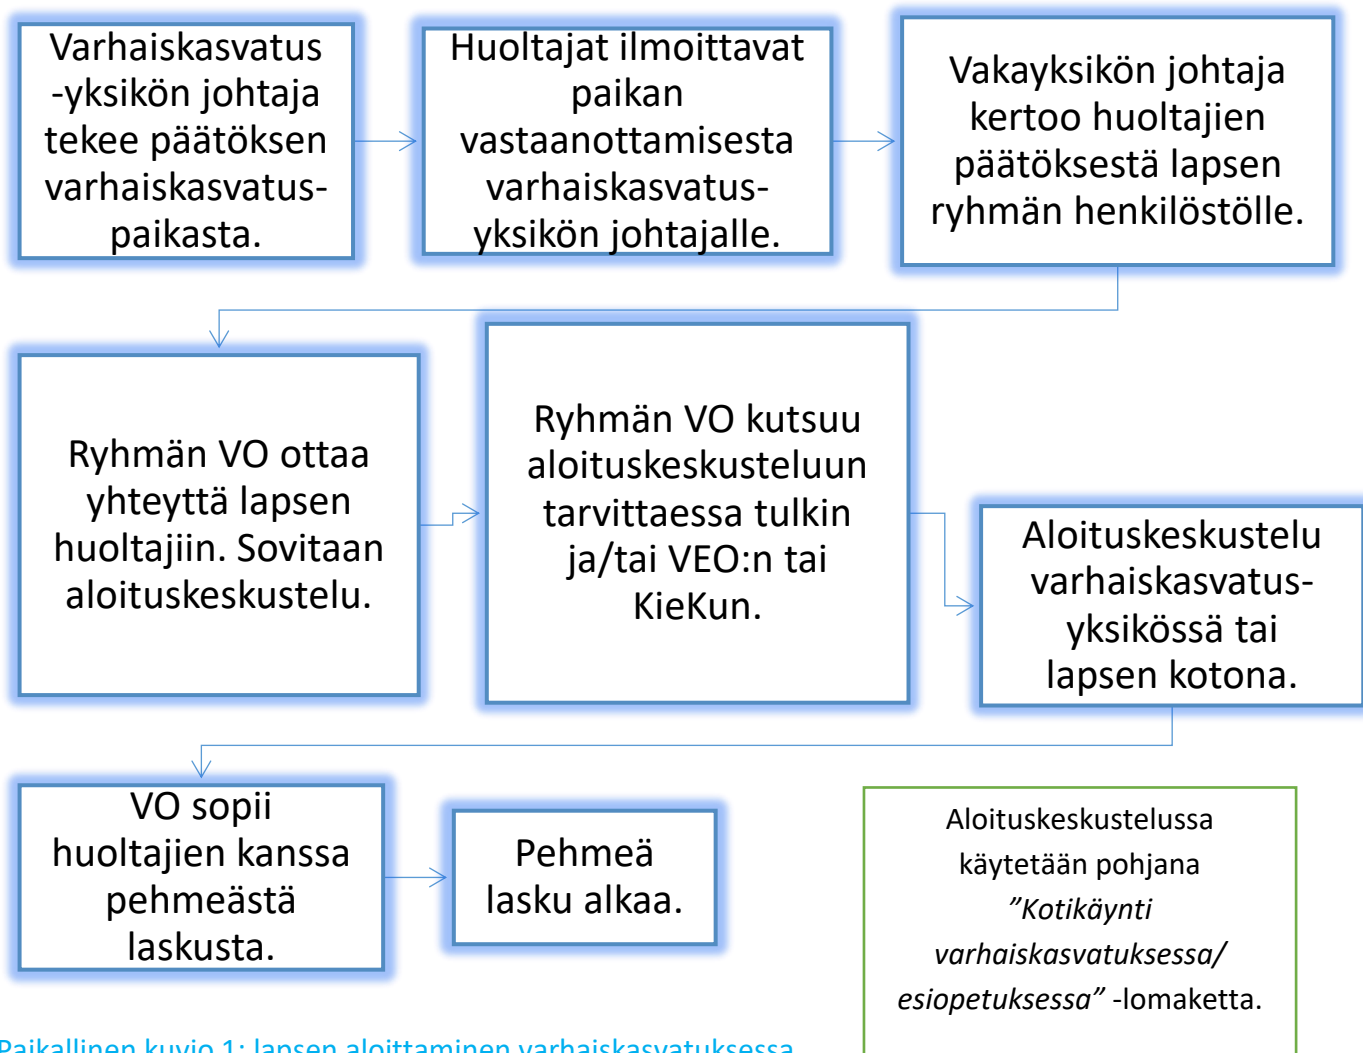 Varhaiskasvatus
-yksikön johtaja
tekee päätöksen
varhaiskasvatus-
paikasta.
Huoltajat ilmoittavat
paikan
vastaanottamisesta
varhaiskasvatus-
yksikön johtajalle.
Vakayksikön johtaja
kertoo huoltajien
päätöksestä lapsen
ryhmän henkilöstölle.
Ryhmän VO ottaa
yhteyttä lapsen
huoltajiin. Sovitaan
aloituskeskustelu.
Ryhmän VO kutsuu
aloituskeskusteluun
tarvittaessa tulkin
ja/tai VEO:n tai
KieKun.
Aloituskeskustelu
varhaiskasvatus-
yksikössä tai
lapsen kotona.
VO sopii
huoltajien kanssa
pehmeästä
laskusta.
Pehmeä
lasku alkaa.
Aloituskeskustelussa
käytetään pohjana
”Kotikäynti
varhaiskasvatuksessa/
esiopetuksessa” -lomaketta.
Paikallinen kuvio 1: lapsen aloittaminen varhaiskasvatuksessa